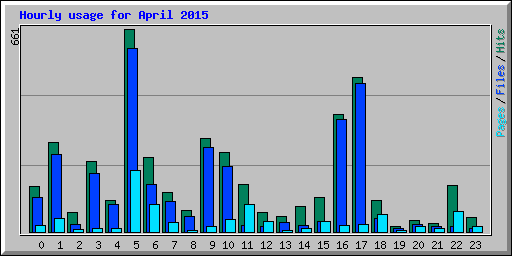 Hourly usage for April 2015
661
Pages/Files/Hits
0 1 2 3 4 5 6 7 8 9 10 11 12 13 14 15 16 17 18 19 20 21 22 23